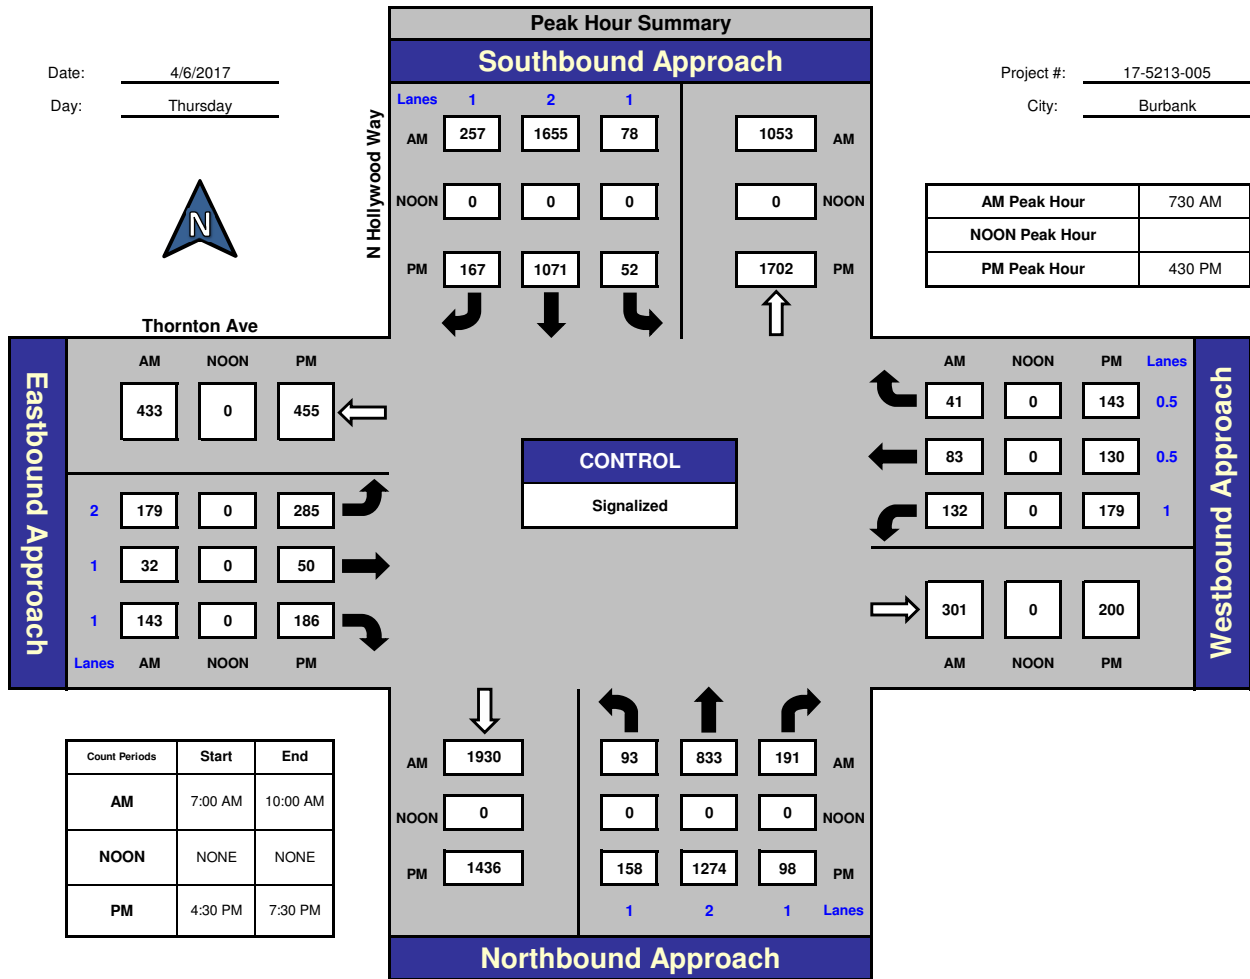 Peak Hour Summary
Southbound Approach
Date: 4/6/2017
Day: Thursday
Project #: 17-5213-005
City: Burbank
N Hollywood Way
Lanes 1 2 1
AM 257 1655 78 1053 AM
NOON 0 0 0 0 NOON
PM 167 1071 52 1702 PM
N
AM Peak Hour 730 AM
NOON Peak Hour
PM Peak Hour 430 PM
Thornton Ave
Eastbound Approach
AM NOON PM
433 0 455
2 179 0 285
1 32 0 50
1 143 0 186
Lanes AM NOON PM
CONTROL
Signalized
AM NOON PM Lanes
41 0 143 0.5
83 0 130 0.5
132 0 179 1
301 0 200
AM NOON PM
Westbound Approach
Count Periods Start End
AM 7:00 AM 10:00 AM
NOON NONE NONE
PM 4:30 PM 7:30 PM
AM 1930 93 833 191 AM
NOON 0 0 0 0 NOON
PM 1436 158 1274 98 PM
1 2 1 Lanes
Northbound Approach